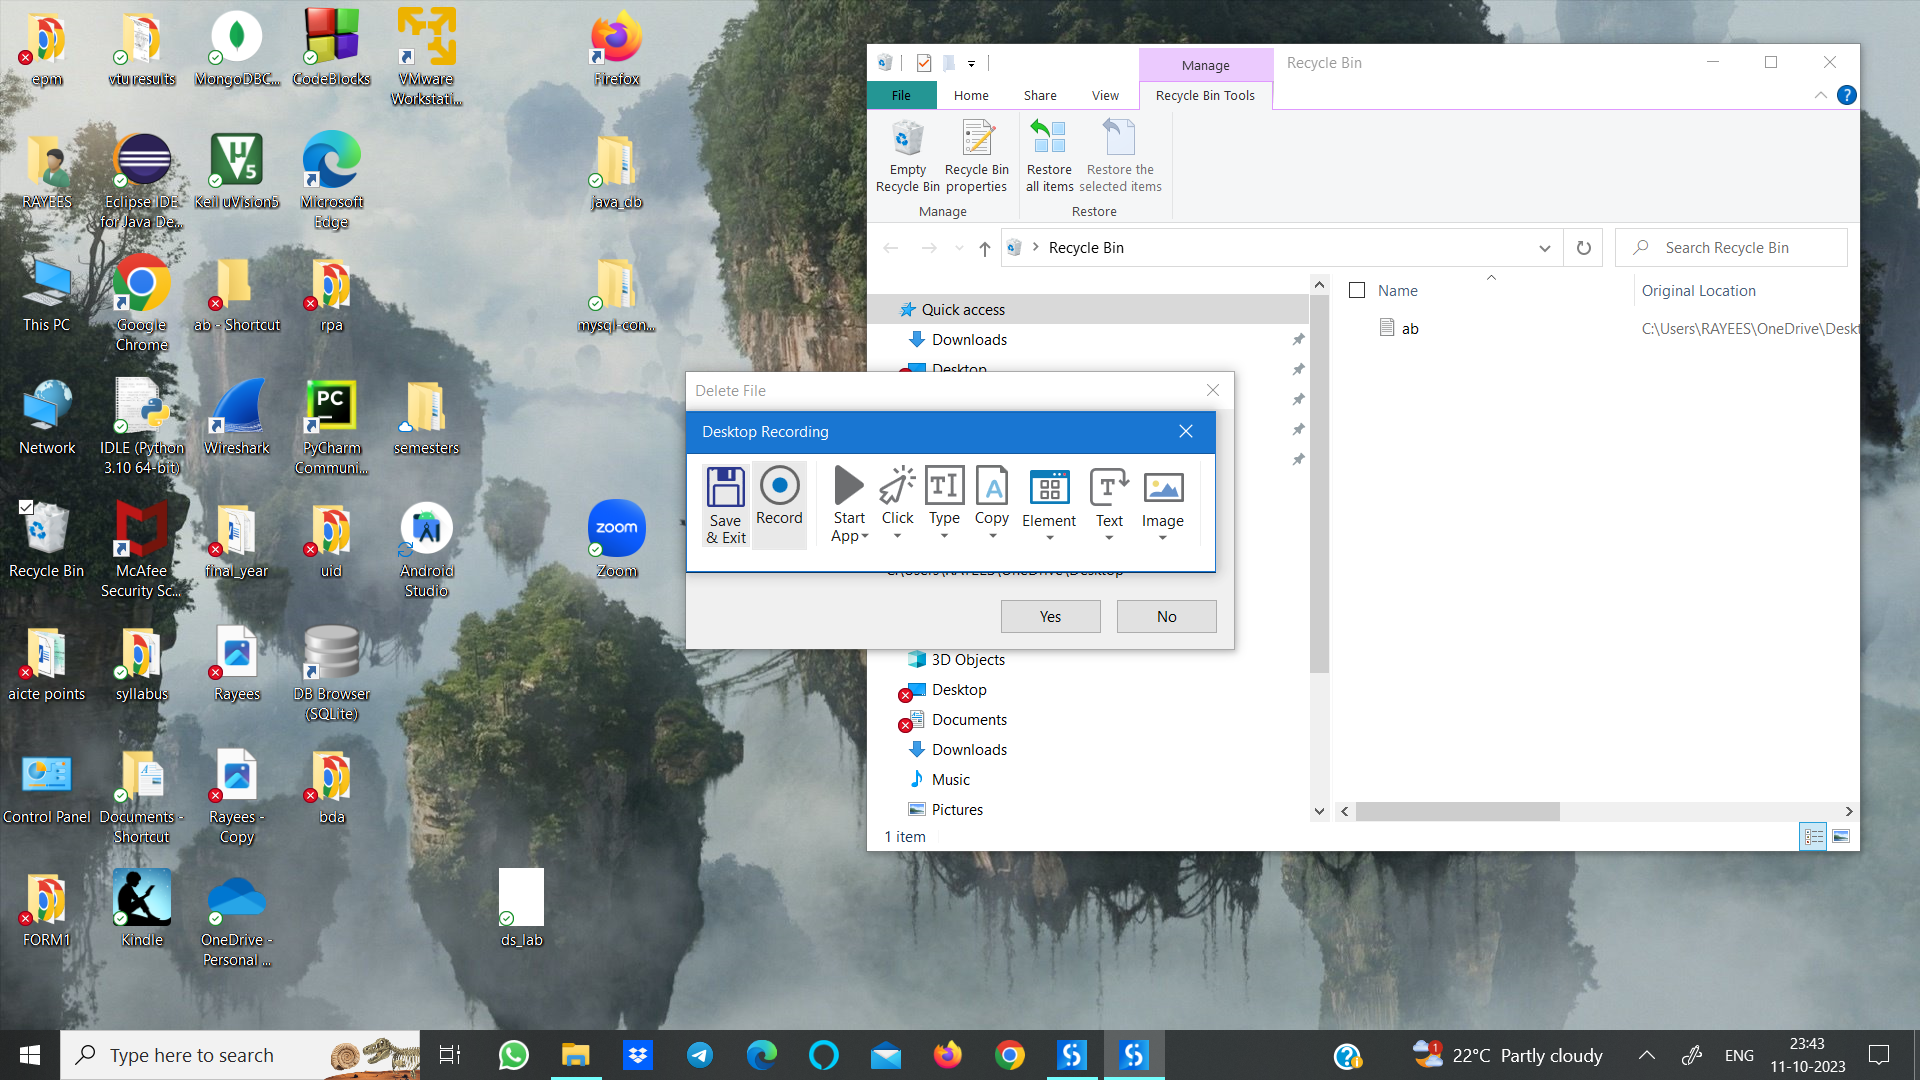 epm
vtu results
MongoDBC...
CodeBlocks
VMware
Workstati...
Firefox
RAYEES
Eclipse IDE
for Java De...
Keil uVision5
Microsoft
Edge
java_db
This PC
Google
Chrome
ab - Shortcut
rpa
mysql-con...
Network
IDLE (Python
3.10 64-bit)
Wireshark
PyCharm
Communi...
semesters
Recycle Bin
McAfee
Security Sc...
final_year
uid
Android
Studio
zoom
Zoom
aicte points
syllabus
Rayees
DB Browser
(SQLite)
Control Panel
Documents -
Shortcut
Rayees -
Copy
bda
FORM1
Kindle
OneDrive -
Personal ...
ds_lab
Manage
Recycle Bin
File
Home
Share
View
Recycle Bin Tools
Empty
Recycle Bin
Recycle Bin
properties
Restore
all items
Restore the
selected items
Manage
Restore
Recycle Bin
Search Recycle Bin
Quick access
Downloads
Desktop
Name
Original Location
ab
C:\Users\RAYEES\OneDrive\Deskt
Delete File
Desktop Recording
Save
& Exit
Record
Start
App
Click
Type
Copy
Element
Text
Image
C:\Users\RAYEES\OneDrive\Desktop
Yes
No
3D Objects
Desktop
Documents
Downloads
Music
Pictures
1 item
Type here to search
22°C Partly cloudy
ENG
23:43
11-10-2023